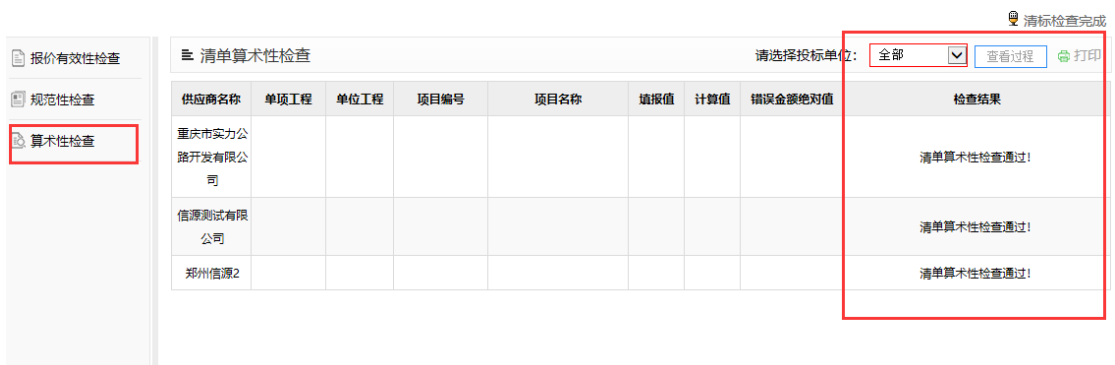 清标检查完成
报价有效性检查
规范性检查
算术性检查
清单算术性检查
请选择投标单位： 全部 查看过程 打印
供应商名称 单项工程 单位工程 项目编号 项目名称 填报值 计算值 错误金额绝对值 检查结果
重庆市实力公
路开发有限公
司
清单算术性检查通过!
信源测试有限
公司
清单算术性检查通过!
郑州信源2 清单算术性检查通过!